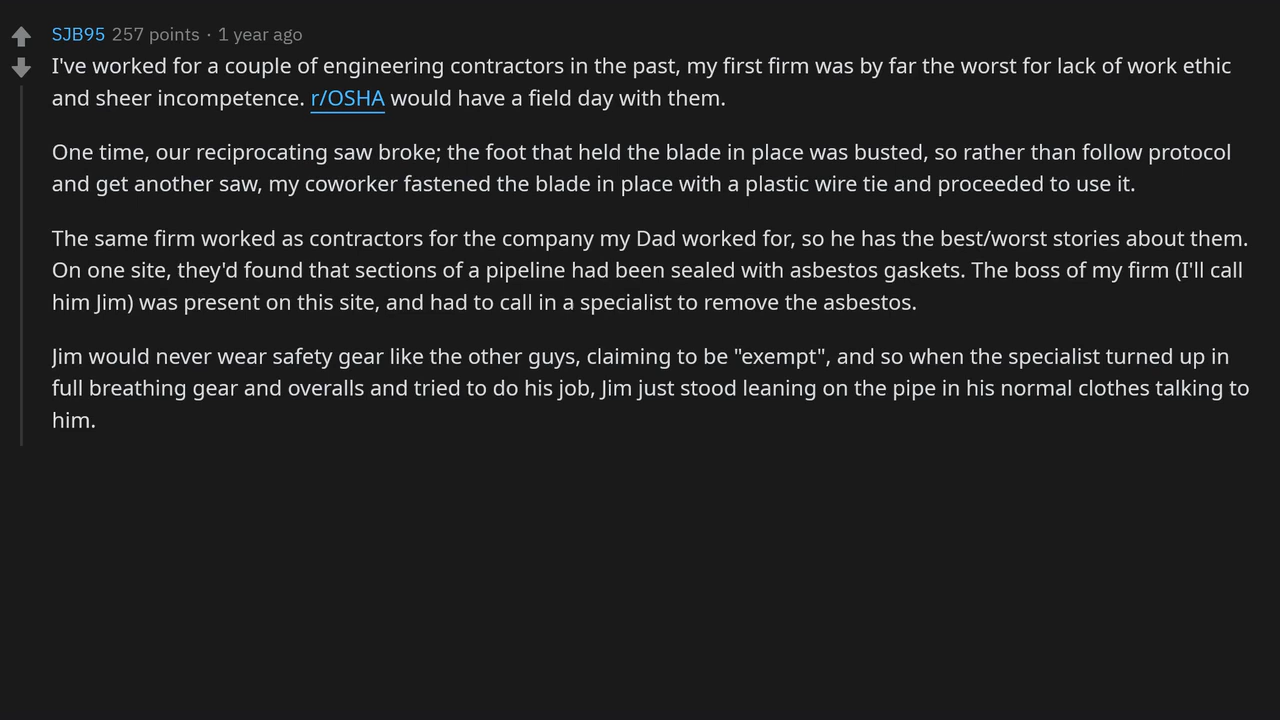 SJB95 257 points · 1 year ago
I've worked for a couple of engineering contractors in the past, my first firm was by far the worst for lack of work ethic
and sheer incompetence. r/OSHA would have a field day with them.
One time, our reciprocating saw broke; the foot that held the blade in place was busted, so rather than follow protocol
and get another saw, my coworker fastened the blade in place with a plastic wire tie and proceeded to use it.
The same firm worked as contractors for the company my Dad worked for, so he has the best/worst stories about them.
On one site, they'd found that sections of a pipeline had been sealed with asbestos gaskets. The boss of my firm (I'll call
him Jim) was present on this site, and had to call in a specialist to remove the asbestos.
Jim would never wear safety gear like the other guys, claiming to be "exempt", and so when the specialist turned up in
full breathing gear and overalls and tried to do his job, Jim just stood leaning on the pipe in his normal clothes talking to
him.